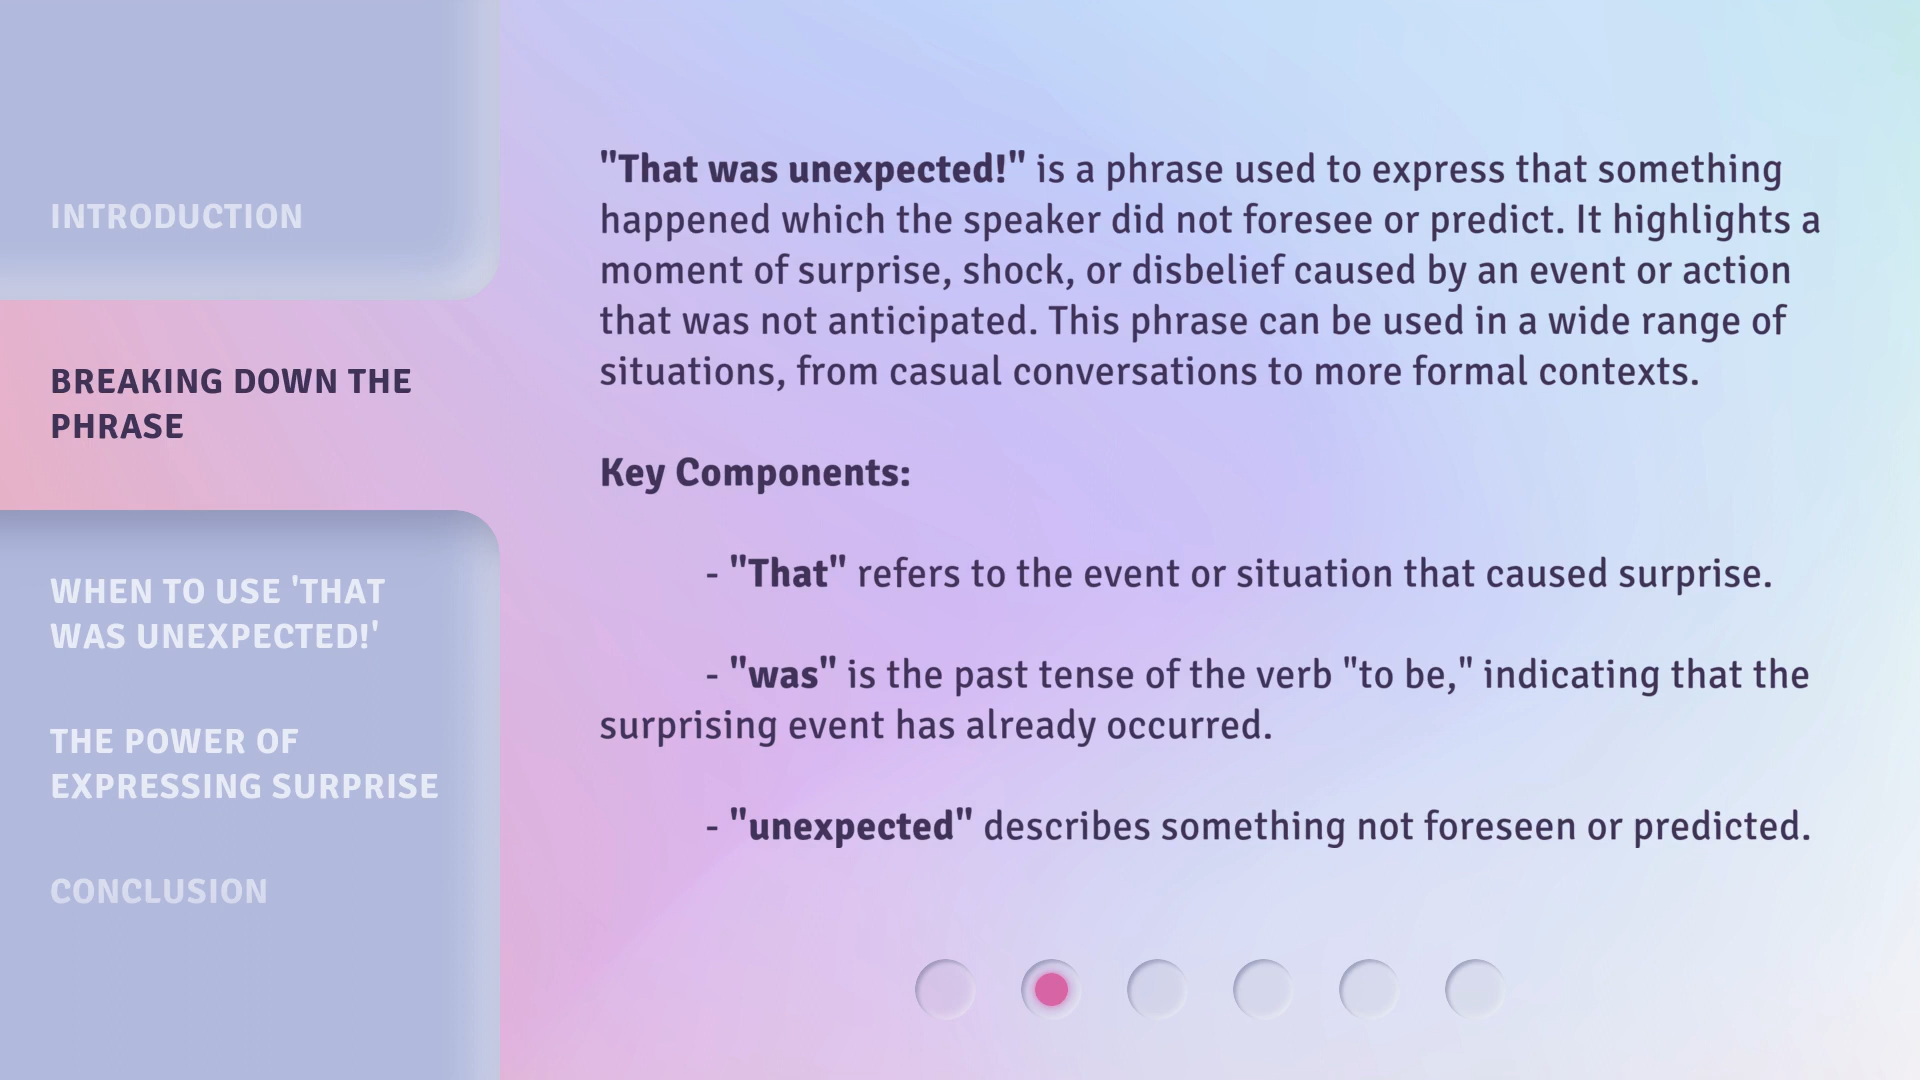 INTRODUCTION
BREAKING DOWN THE
PHRASE
WHEN TO USE 'THAT
WAS UNEXPECTED!'
THE POWER OF
EXPRESSING SURPRISE
CONCLUSION
"That was unexpected!" is a phrase used to express that something
happened which the speaker did not foresee or predict. It highlights a
moment of surprise, shock, or disbelief caused by an event or action
that was not anticipated. This phrase can be used in a wide range of
situations, from casual conversations to more formal contexts.
Key Components:
- "That" refers to the event or situation that caused surprise.
- "was" is the past tense of the verb "to be," indicating that the
surprising event has already occurred.
- "unexpected" describes something not foreseen or predicted.